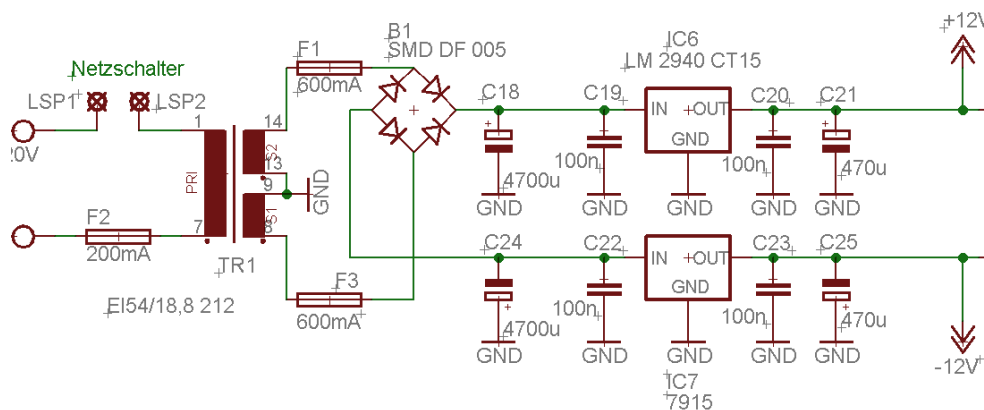 Netzschalter
LSP1
LSP2
20V
F2
200mA
1
7
PRI
TR1
EI54/18,8 212
14
S2
13
9
S1
8
GND
F1
600mA
F3
600mA
B1
SMD DF 005
C18
4700u
GND
C19
100n
GND
IC6
LM 2940 CT15
IN
OUT
GND
GND
C20
100n
GND
C21
470u
GND
+12V
C24
4700u
GND
C22
100n
GND
IN
OUT
GND
GND
IC7
7915
C23
100n
GND
C25
470u
GND
-12V